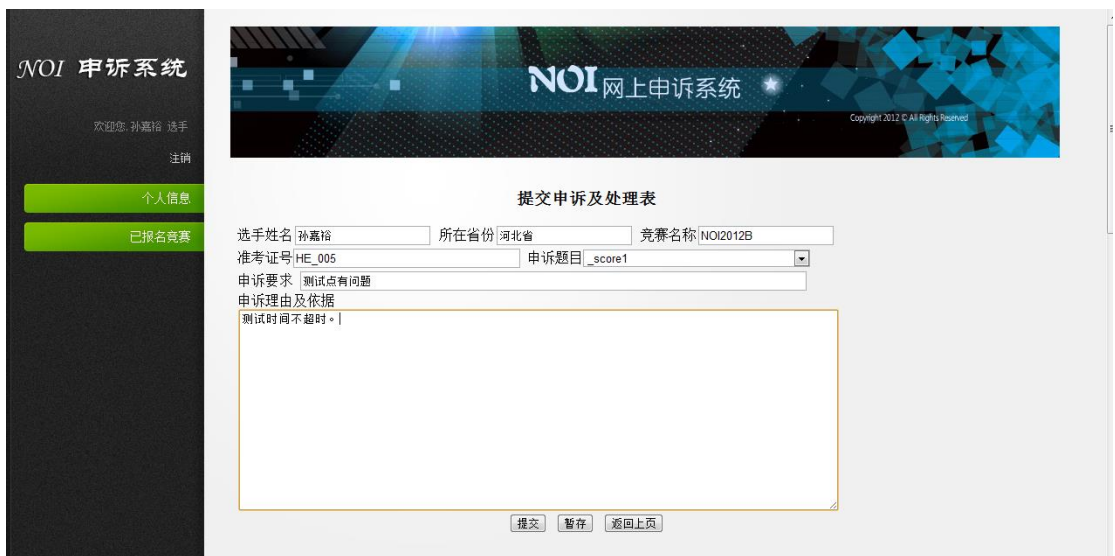 NOI 申诉系统
欢迎您,孙嘉裕 选手
注销
个人信息
已报名竞赛
NOI 网上申诉系统
Copyright 2012 © All Rights Reserved
提交申诉及处理表
选手姓名 孙嘉裕 所在省份 河北省 竞赛名称 NOI2012B
准考证号 HE_005 申诉题目 _score1
申诉要求 测试点有问题
申诉理由及依据
测试时间不超时。
提交 暂存 返回上页